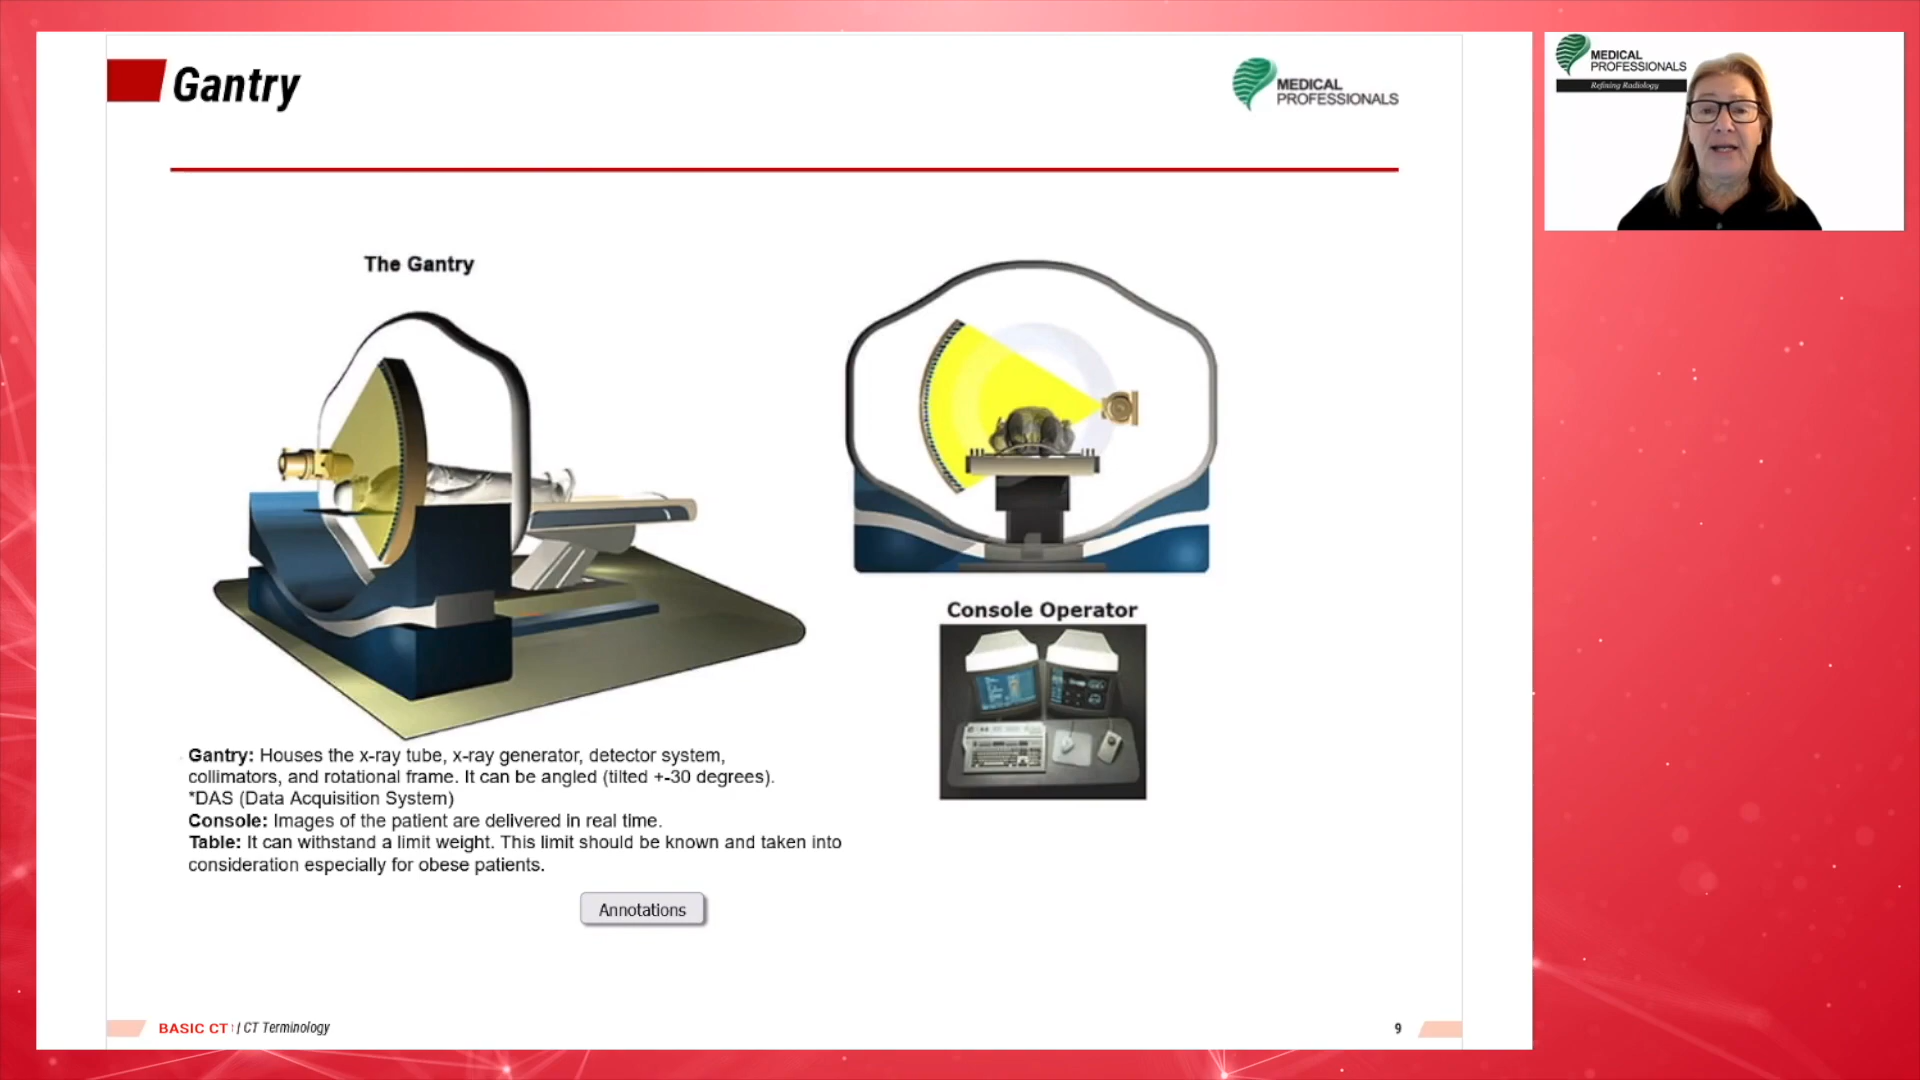 Gantry
MEDICAL
PROFESSIONALS
MEDICAL
PROFESSIONALS
Refining Radiology
The Gantry
Console Operator
Gantry: Houses the x-ray tube, x-ray generator, detector system,
collimators, and rotational frame. It can be angled (tilted +-30 degrees).
*DAS (Data Acquisition System)
Console: Images of the patient are delivered in real time.
Table: It can withstand a limit weight. This limit should be known and taken into
consideration especially for obese patients.
Annotations
BASIC CT | CT Terminology
9